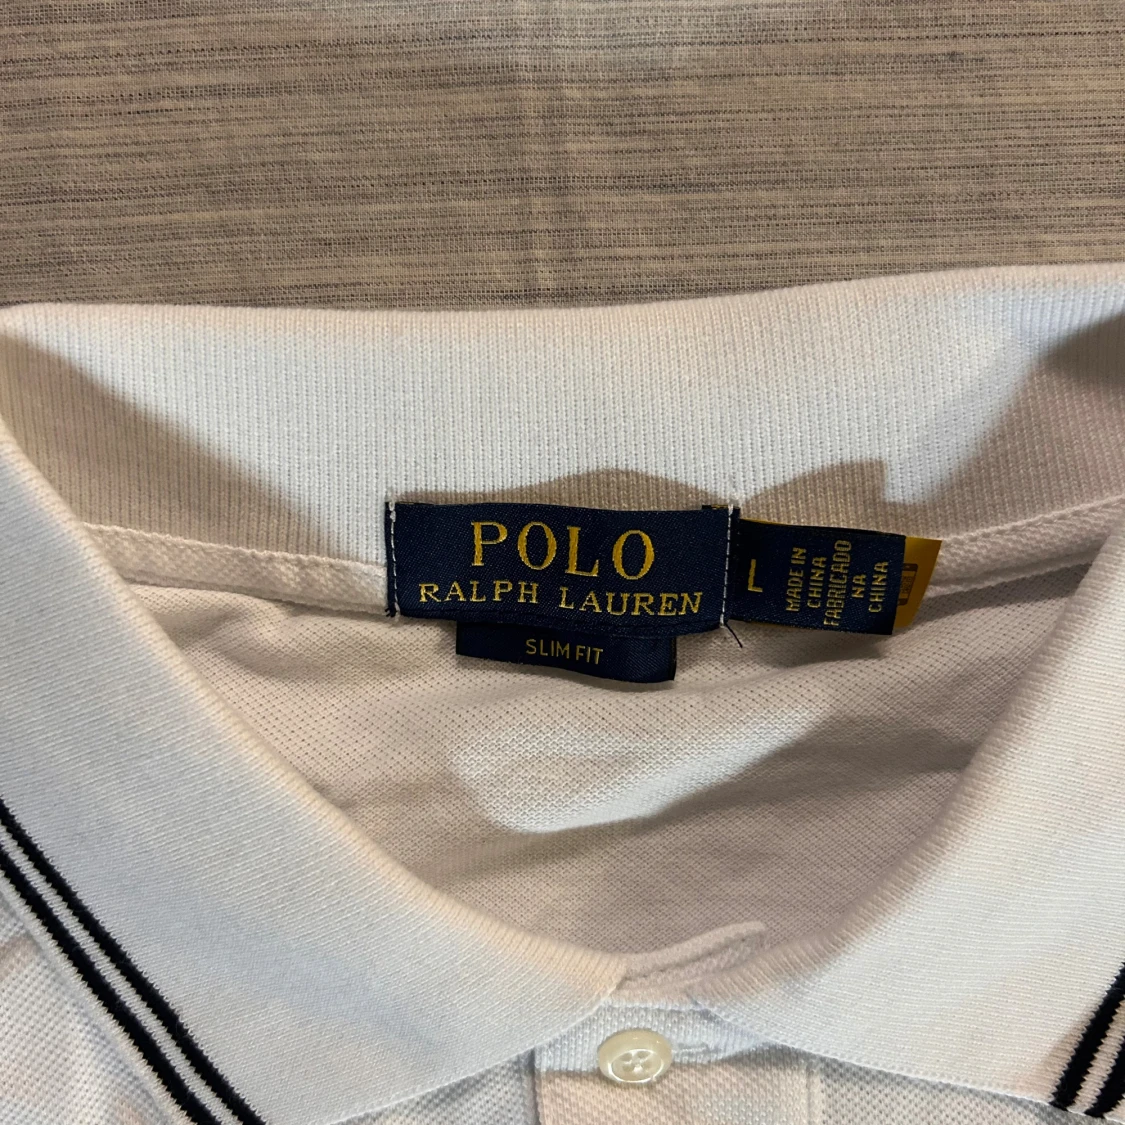 POLO
RALPH LAUREN
SLIM FIT
L
MADE IN
CHINA
FABRICADO
NA
CHINA